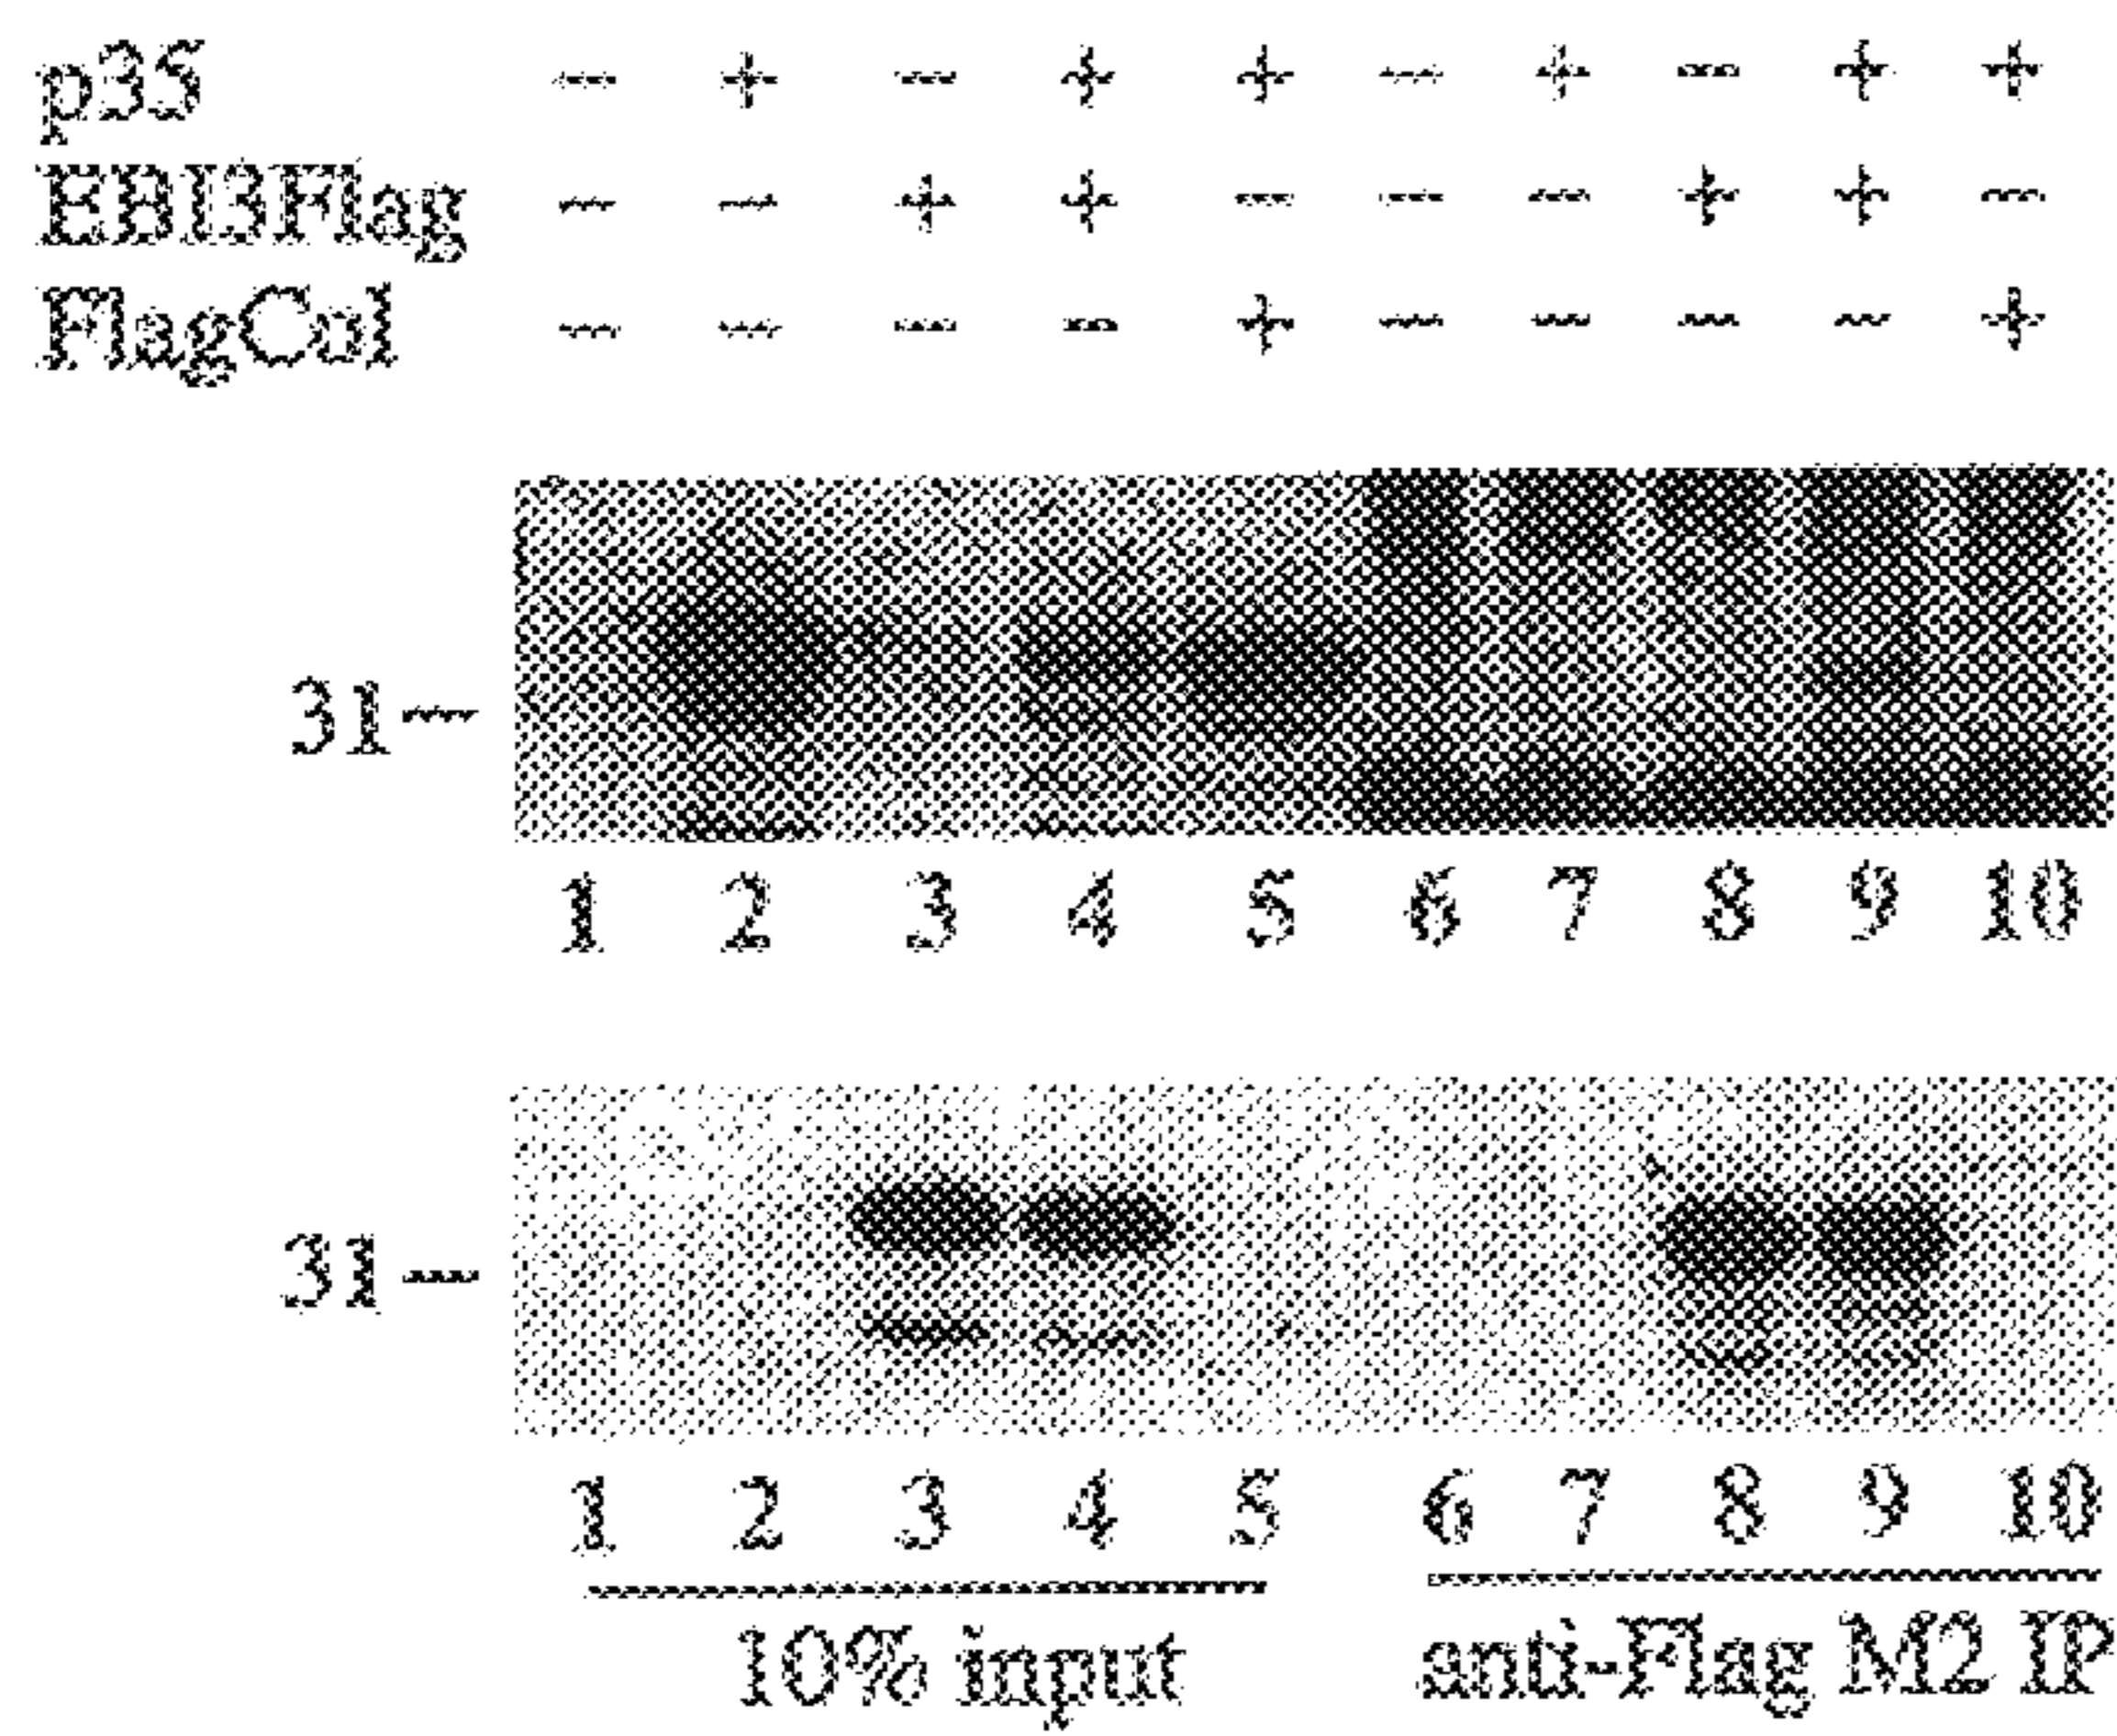 p35 − + − + + − + − + +
EBI3Flag − − + + − − − + + −
FlagCol − − − − + − − − − +
31−
1 2 3 4 5 6 7 8 9 10
31−
1 2 3 4 5 6 7 8 9 10
10% input anti-Flag M2 IP